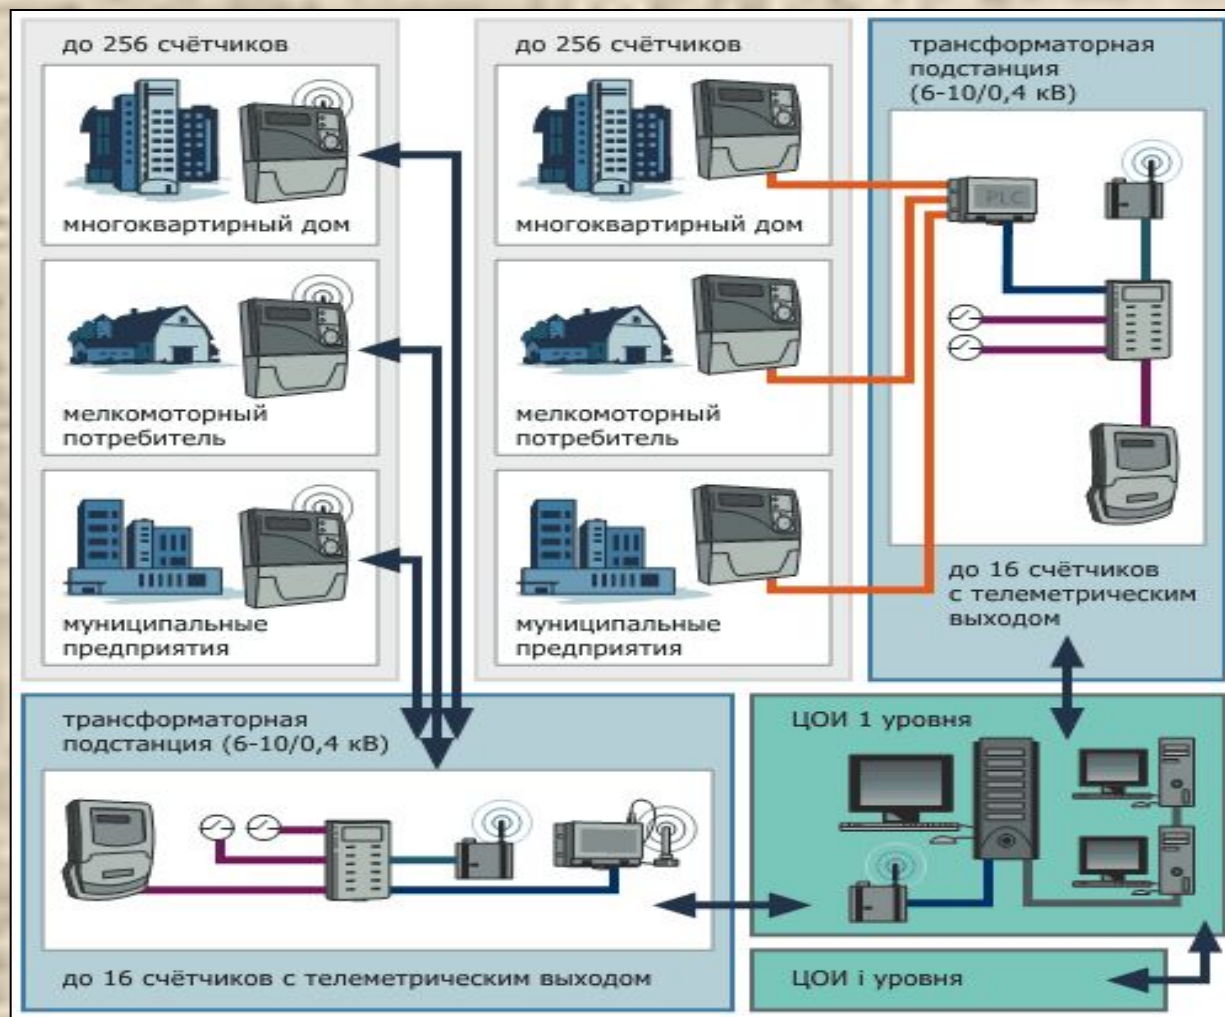 до 256 счётчиков
многоквартирный дом
мелкомоторный
потребитель
муниципальные
предприятия
до 256 счётчиков
многоквартирный дом
мелкомоторный
потребитель
муниципальные
предприятия
трансформаторная
подстанция
(6-10/0,4 кВ)
PLC
до 16 счётчиков
с телеметрическим
выходом
трансформаторная
подстанция (6-10/0,4 кВ)
до 16 счётчиков с телеметрическим выходом
ЦОИ 1 уровня
ЦОИ i уровня